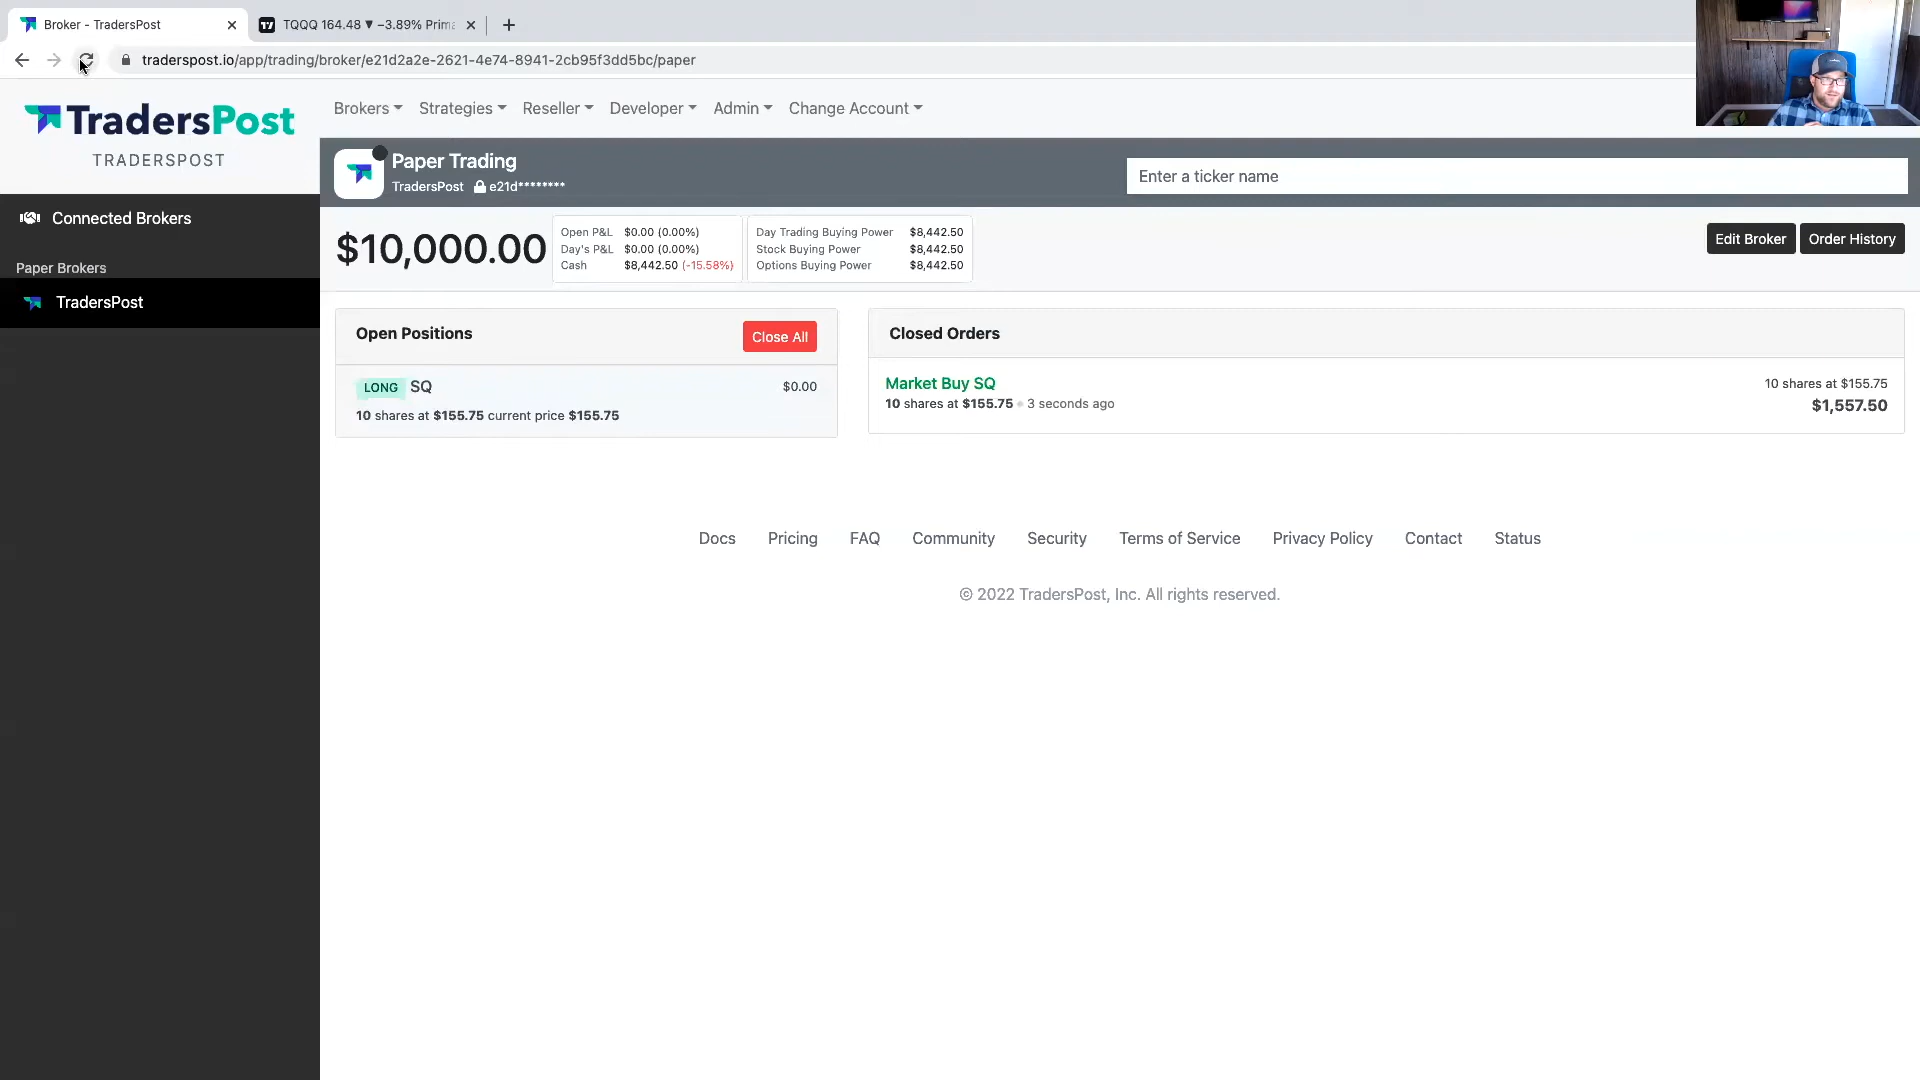 Broker - TradersPost
TQQQ 164.48 ▼ −3.89% Prim
traderspost.io/app/trading/broker/e21d2a2e-2621-4e74-8941-2cb95f3dd5bc/paper
TradersPost
TRADERSPOST
Brokers
Strategies
Reseller
Developer
Admin
Change Account
Connected Brokers
Paper Brokers
TradersPost
Paper Trading
TradersPost e21d********
Enter a ticker name
$10,000.00
Open P&L $0.00 (0.00%)
Day's P&L $0.00 (0.00%)
Cash $8,442.50 (-15.58%)
Day Trading Buying Power $8,442.50
Stock Buying Power $8,442.50
Options Buying Power $8,442.50
Edit Broker
Order History
Open Positions
Close All
LONG SQ $0.00
10 shares at $155.75 current price $155.75
Closed Orders
Market Buy SQ
10 shares at $155.75 • 3 seconds ago
10 shares at $155.75
$1,557.50
Docs
Pricing
FAQ
Community
Security
Terms of Service
Privacy Policy
Contact
Status
© 2022 TradersPost, Inc. All rights reserved.